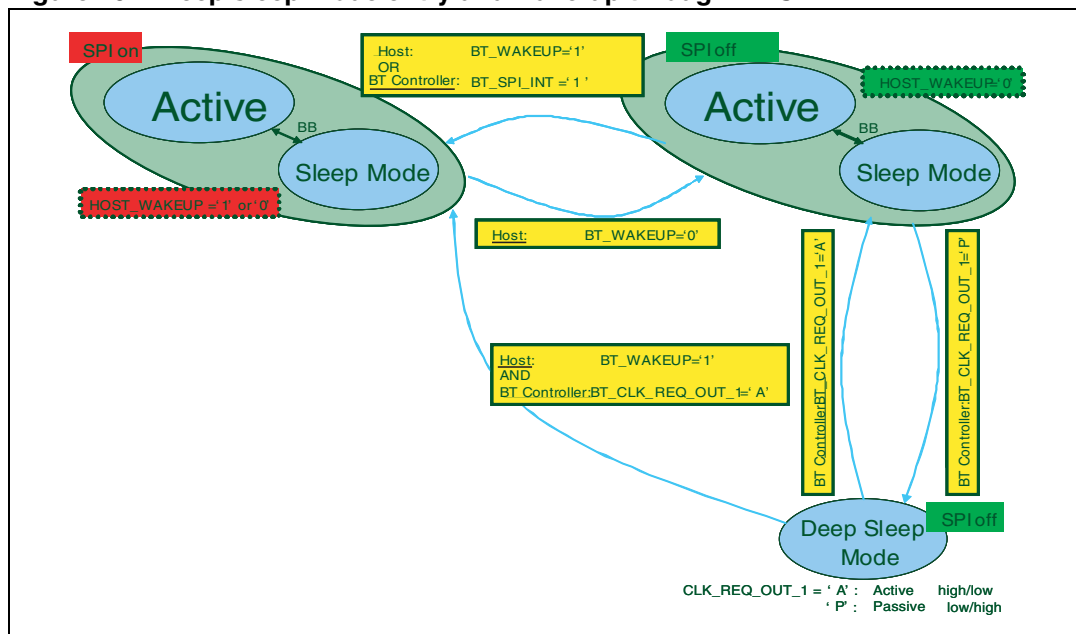 SPI on
Active
BB
Sleep Mode
HOST_WAKEUP ='1' or '0'
Host: BT_WAKEUP='1'
OR
BT Controller: BT_SPI_INT ='1'
SPI off
HOST_WAKEUP='0'
Active
BB
Sleep Mode
Host: BT_WAKEUP='0'
Host: BT_WAKEUP='1'
AND
BT Controller:BT_CLK_REQ_OUT_1='A'
BT Controller:BT_CLK_REQ_OUT_1='A'
BT Controller:BT_CLK_REQ_OUT_1='P'
SPI off
Deep Sleep
Mode
CLK_REQ_OUT_1 = 'A': Active high/low
'P': Passive low/high